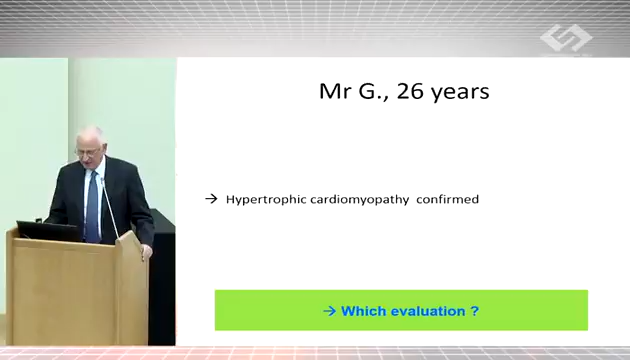 Mr G., 26 years
→ Hypertrophic cardiomyopathy confirmed
→ Which evaluation ?